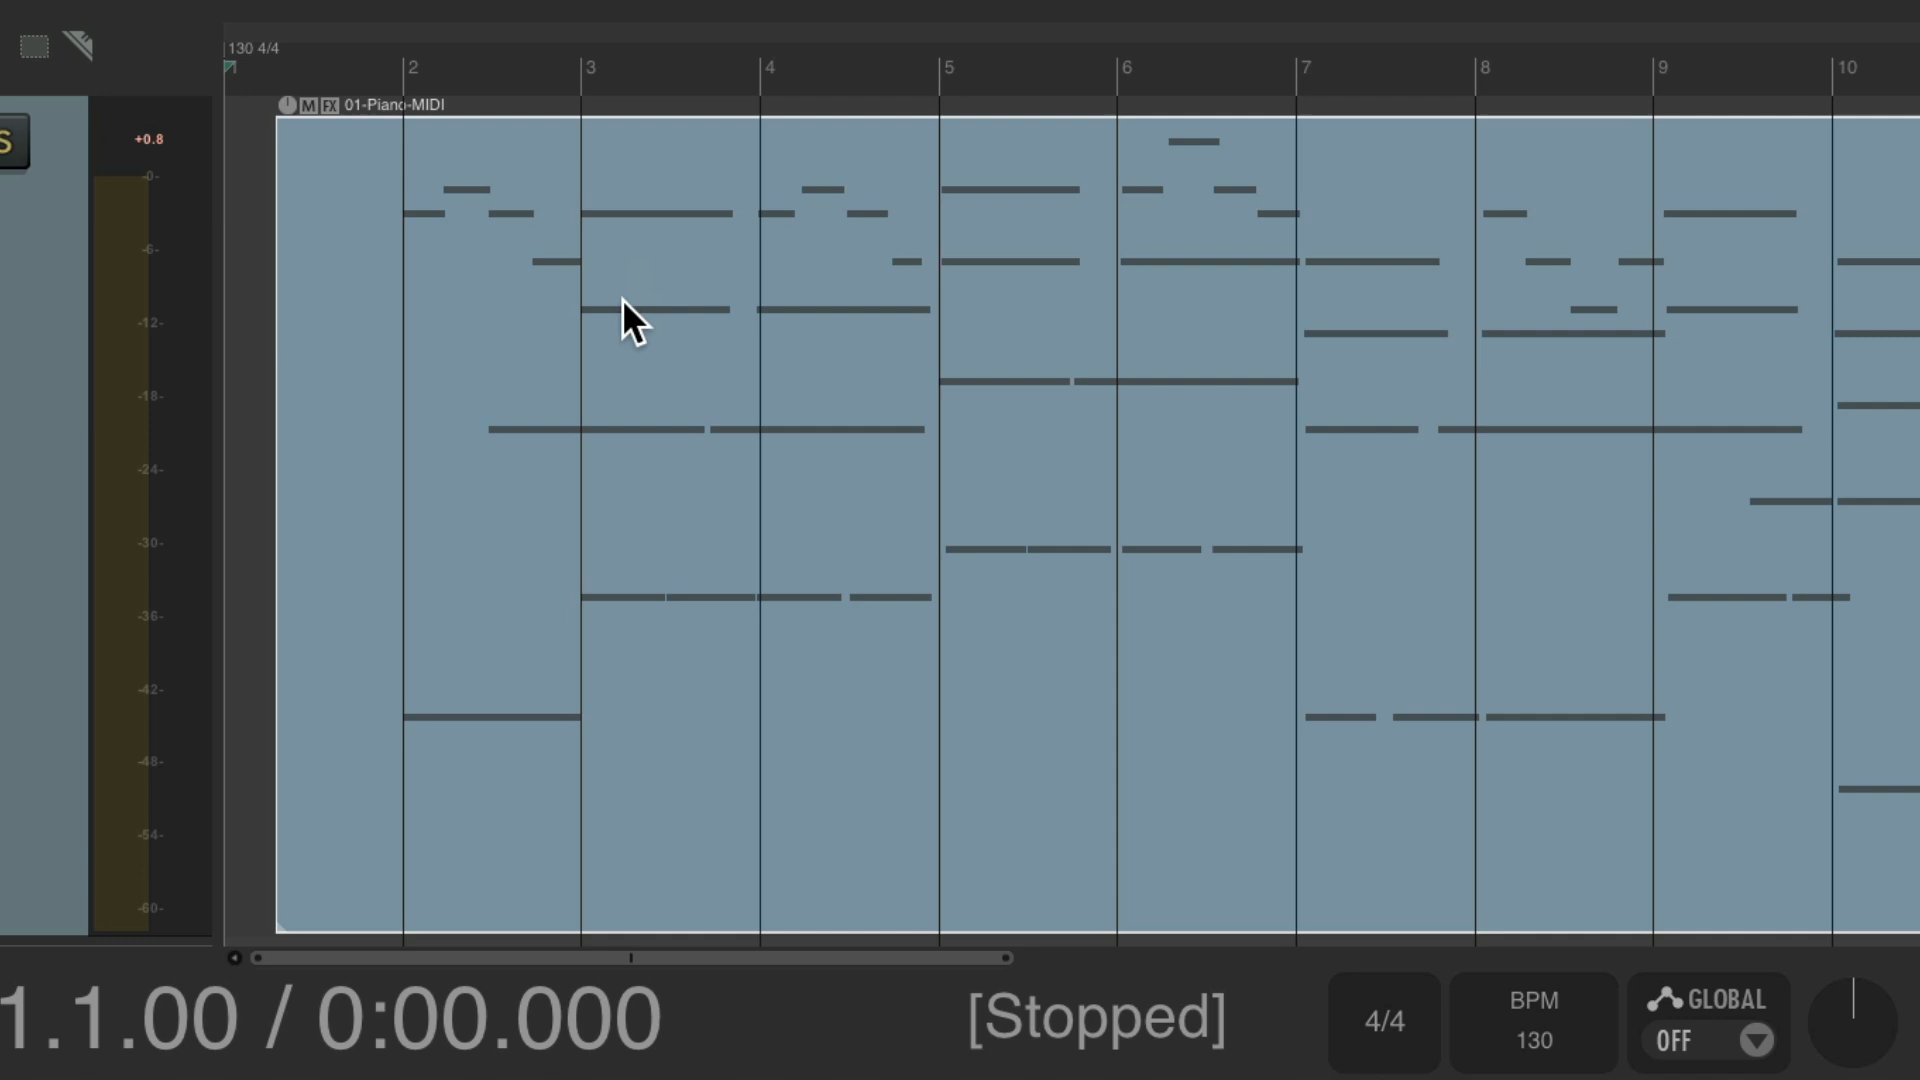 130 4/4
1 2 3 4 5 6 7 8 9 10
M FX 01-Piano-MIDI
S
+0.8
-0-
-6-
-12-
-18-
-24-
-30-
-36-
-42-
-48-
-54-
-60-
1.1.00 / 0:00.000
[Stopped]
4/4
BPM
130
GLOBAL
OFF